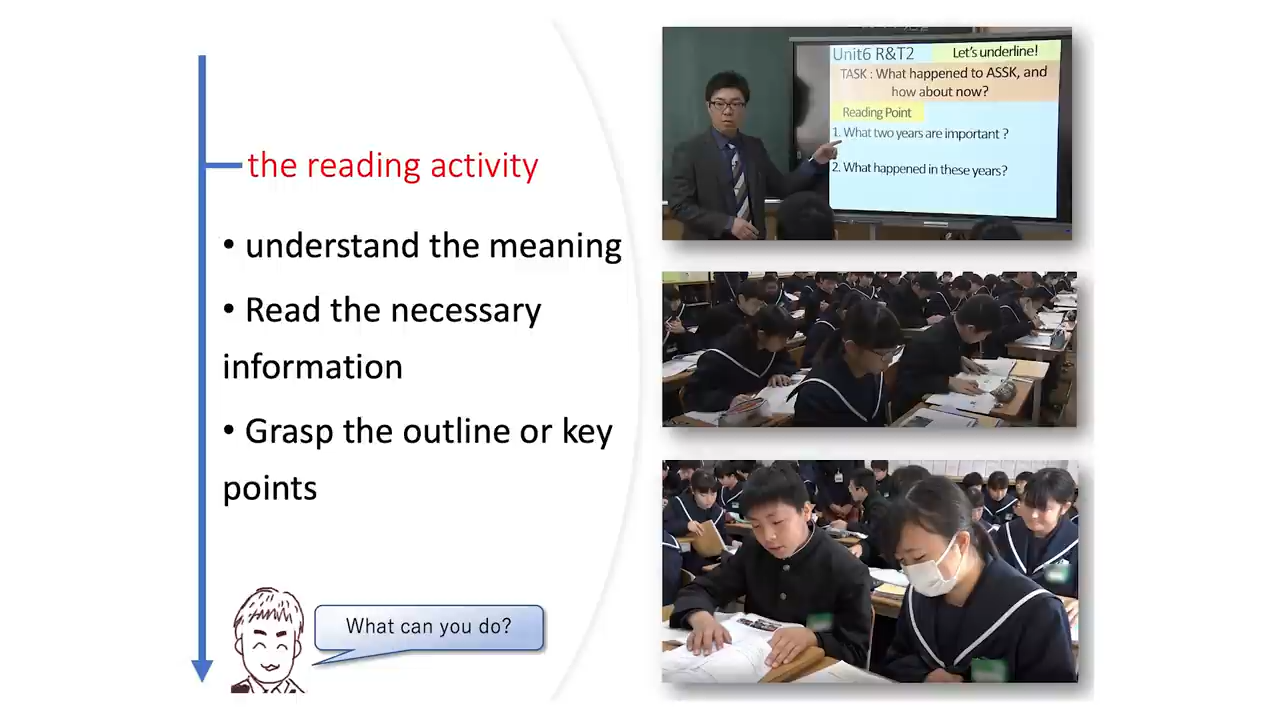 the reading activity
• understand the meaning
• Read the necessary
information
• Grasp the outline or key
points
What can you do?
Unit6 R&T2
Let's underline!
TASK : What happened to ASSK, and
how about now?
Reading Point
1. What two years are important ?
2. What happened in these years?